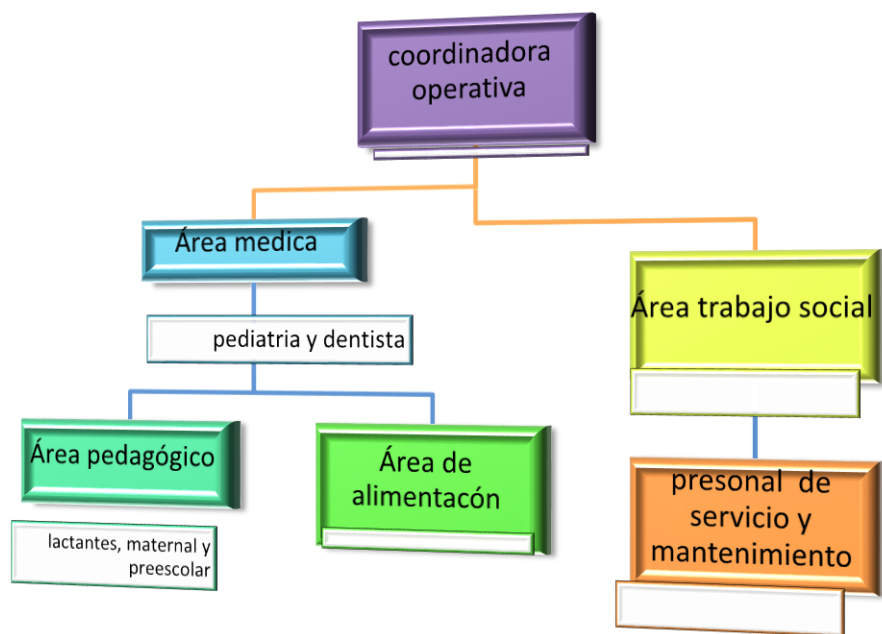 coordinadora
operativa
Área medica
pediatria y dentista
Área trabajo social
Área pedagógico
lactantes, maternal y
preescolar
Área de
alimentacón
presonal de
servicio y
mantenimiento